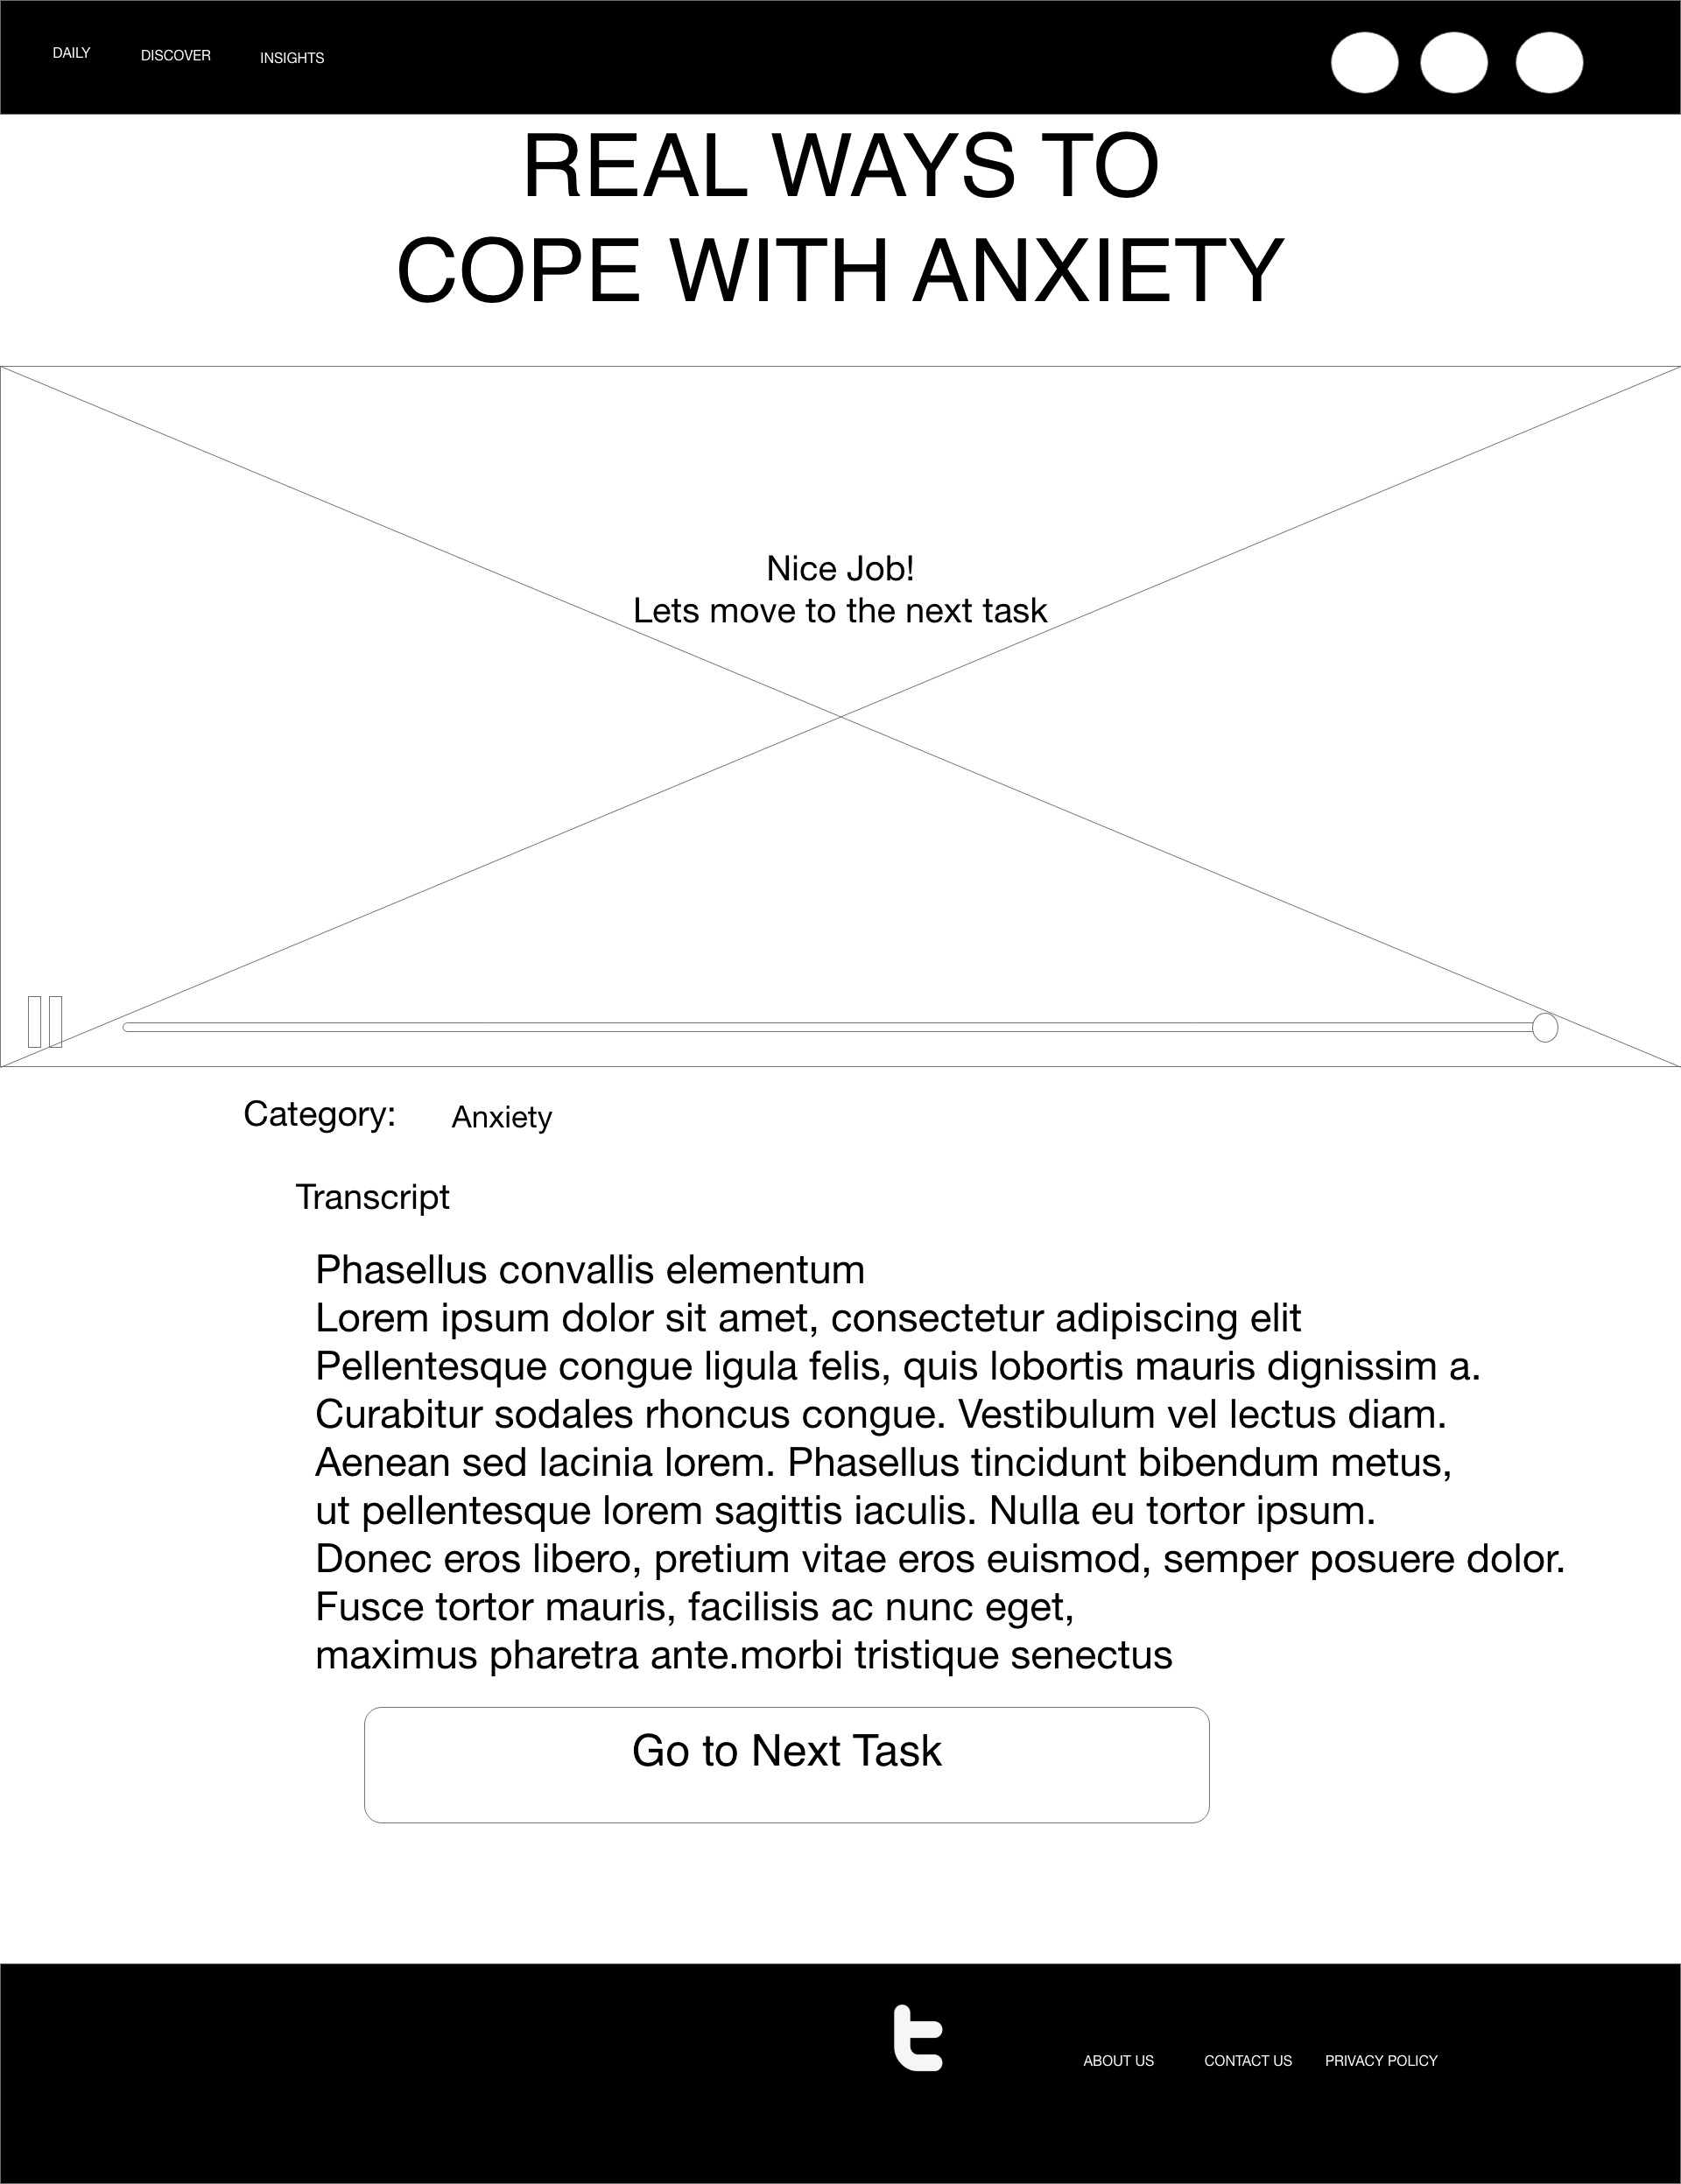 DAILY DISCOVER INSIGHTS
REAL WAYS TO
COPE WITH ANXIETY
Nice Job!
Lets move to the next task
Category: Anxiety
Transcript
Phasellus convallis elementum
Lorem ipsum dolor sit amet, consectetur adipiscing elit
Pellentesque congue ligula felis, quis lobortis mauris dignissim a.
Curabitur sodales rhoncus congue. Vestibulum vel lectus diam.
Aenean sed lacinia lorem. Phasellus tincidunt bibendum metus,
ut pellentesque lorem sagittis iaculis. Nulla eu tortor ipsum.
Donec eros libero, pretium vitae eros euismod, semper posuere dolor.
Fusce tortor mauris, facilisis ac nunc eget,
maximus pharetra ante.morbi tristique senectus
Go to Next Task
t
ABOUT US CONTACT US PRIVACY POLICY